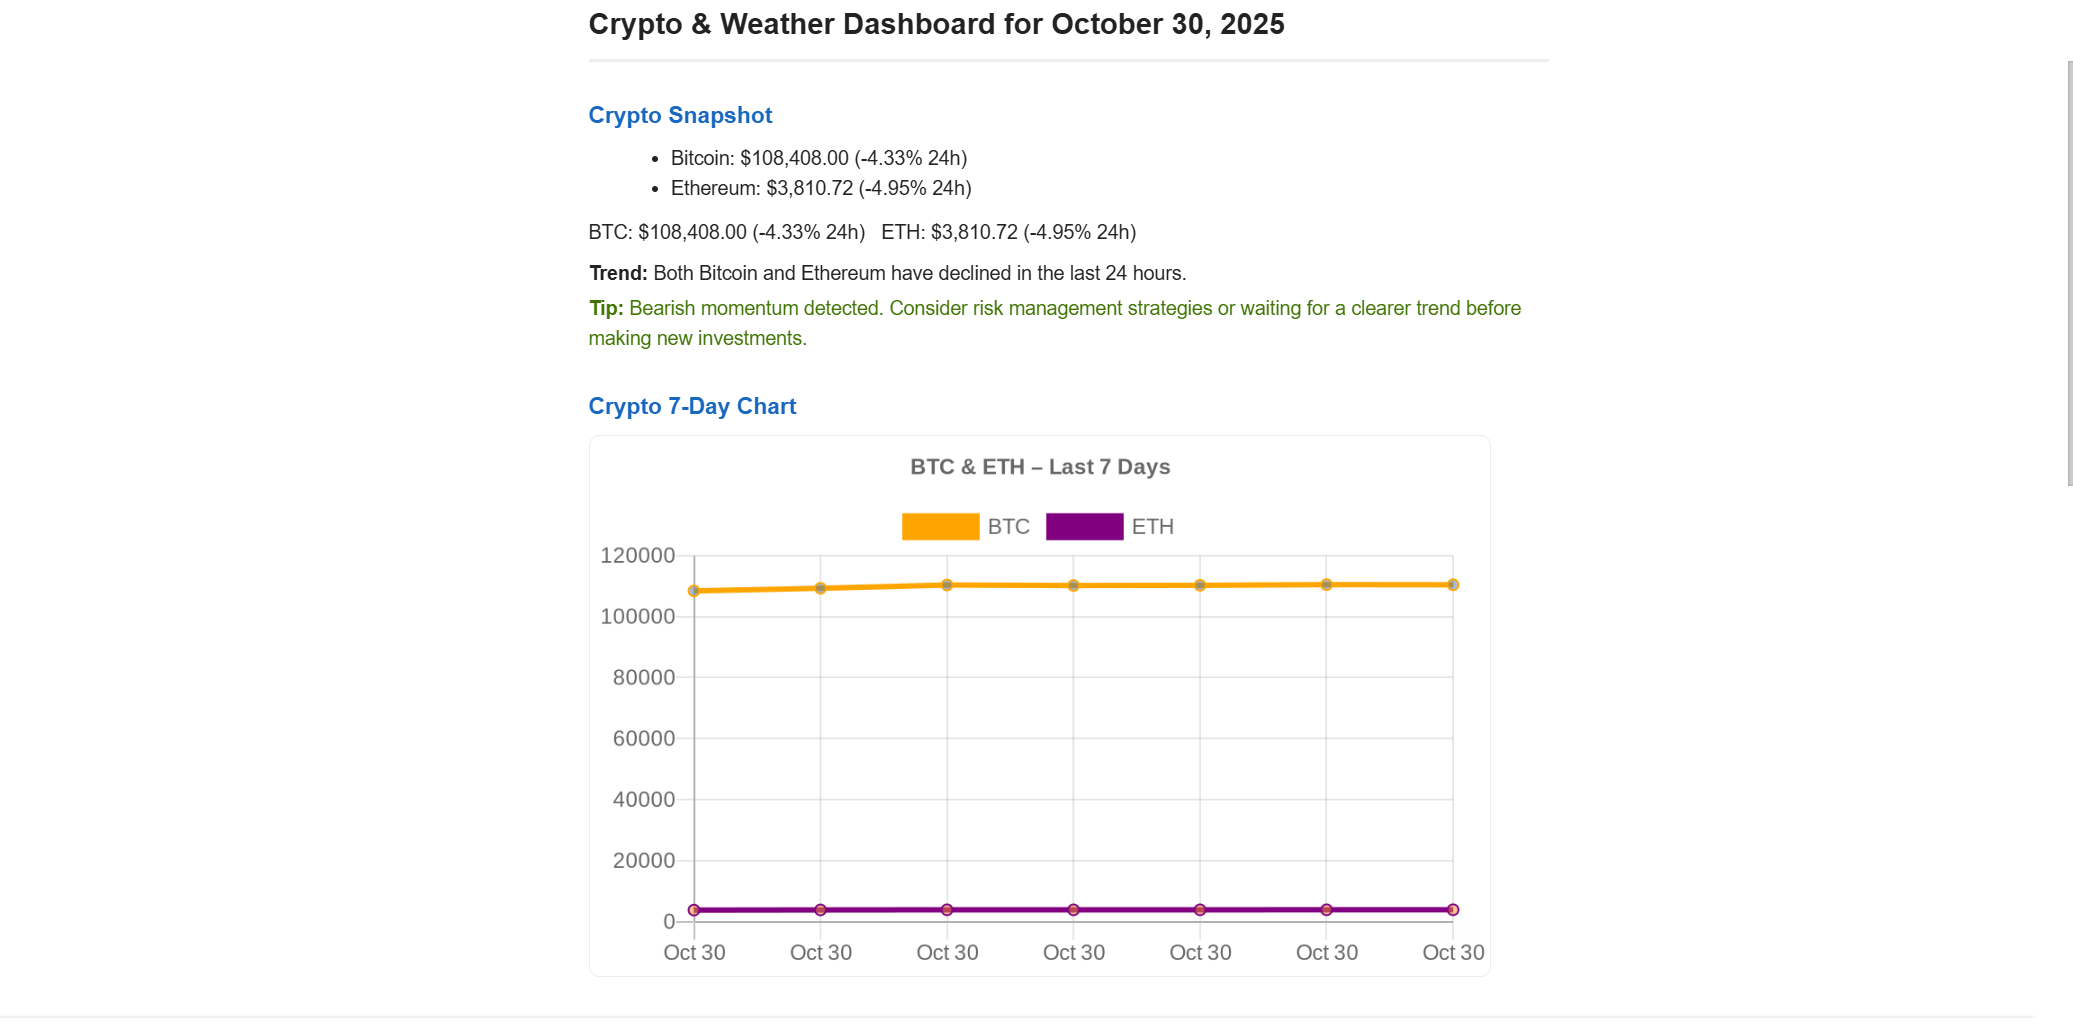 Crypto & Weather Dashboard for October 30, 2025
Crypto Snapshot
• Bitcoin: $108,408.00 (-4.33% 24h)
• Ethereum: $3,810.72 (-4.95% 24h)
BTC: $108,408.00 (-4.33% 24h)   ETH: $3,810.72 (-4.95% 24h)
Trend: Both Bitcoin and Ethereum have declined in the last 24 hours.
Tip: Bearish momentum detected. Consider risk management strategies or waiting for a clearer trend before
making new investments.
Crypto 7-Day Chart
BTC & ETH – Last 7 Days
BTC ETH
120000
100000
80000
60000
40000
20000
0
Oct 30 Oct 30 Oct 30 Oct 30 Oct 30 Oct 30 Oct 30